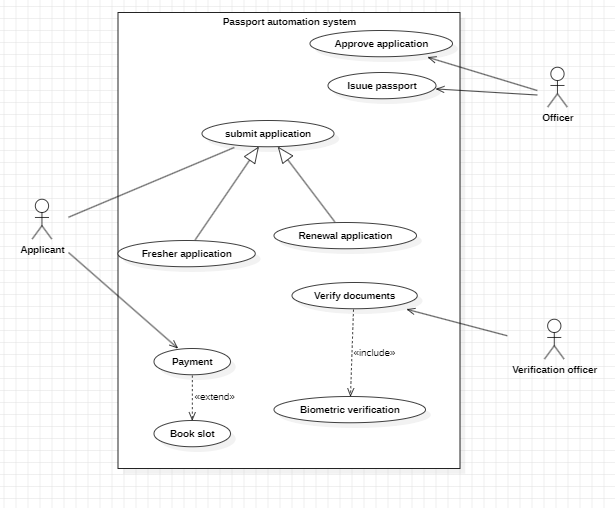 Passport automation system
Approve application
Isuue passport
Officer
submit application
Applicant
Fresher application
Renewal application
Verify documents
Verification officer
«include»
Payment
«extend»
Biometric verification
Book slot